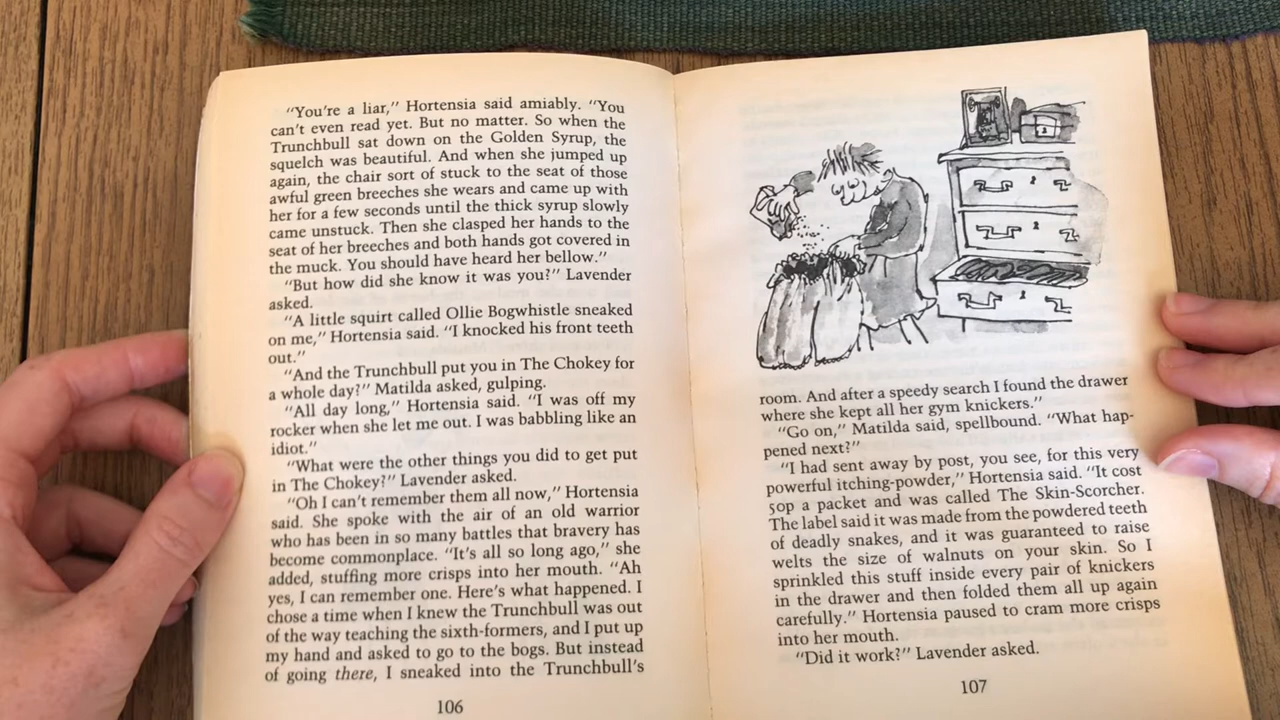 “You're a liar,” Hortensia said amiably. “You
can't even read yet. But no matter. So when the
Trunchbull sat down on the Golden Syrup, the
squelch was beautiful. And when she jumped up
again, the chair sort of stuck to the seat of those
awful green breeches she wears and came up with
her for a few seconds until the thick syrup slowly
came unstuck. Then she clasped her hands to the
seat of her breeches and both hands got covered in
the muck. You should have heard her bellow.”
“But how did she know it was you?” Lavender
asked.
“A little squirt called Ollie Bogwhistle sneaked
on me,” Hortensia said. “I knocked his front teeth
out.”
“And the Trunchbull put you in The Chokey for
a whole day?” Matilda asked, gulping.
“All day long,” Hortensia said. “I was off my
rocker when she let me out. I was babbling like an
idiot.”
“What were the other things you did to get put
in The Chokey?” Lavender asked.
“Oh I can't remember them all now,” Hortensia
said. She spoke with the air of an old warrior
who has been in so many battles that bravery has
become commonplace. “It's all so long ago,” she
added, stuffing more crisps into her mouth. “Ah
yes, I can remember one. Here's what happened. I
chose a time when I knew the Trunchbull was out
of the way teaching the sixth-formers, and I put up
my hand and asked to go to the bogs. But instead
of going there, I sneaked into the Trunchbull's
106
room. And after a speedy search I found the drawer
where she kept all her gym knickers.”
“Go on,” Matilda said, spellbound. “What hap-
pened next?”
“I had sent away by post, you see, for this very
powerful itching-powder,” Hortensia said. “It cost
50p a packet and was called The Skin-Scorcher.
The label said it was made from the powdered teeth
of deadly snakes, and it was guaranteed to raise
welts the size of walnuts on your skin. So I
sprinkled this stuff inside every pair of knickers
in the drawer and then folded them all up again
carefully.” Hortensia paused to cram more crisps
into her mouth.
“Did it work?” Lavender asked.
107